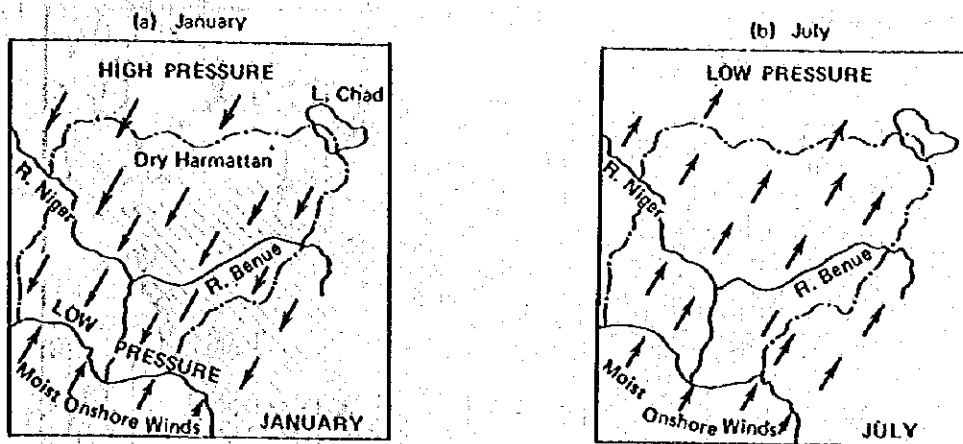 (a) January
HIGH PRESSURE
L. Chad
Dry Harmattan
R. Niger
R. Benue
LOW
PRESSURE
Moist Onshore Winds
JANUARY
(b) July
LOW PRESSURE
R. Niger
R. Benue
Moist
Onshore Winds
JULY